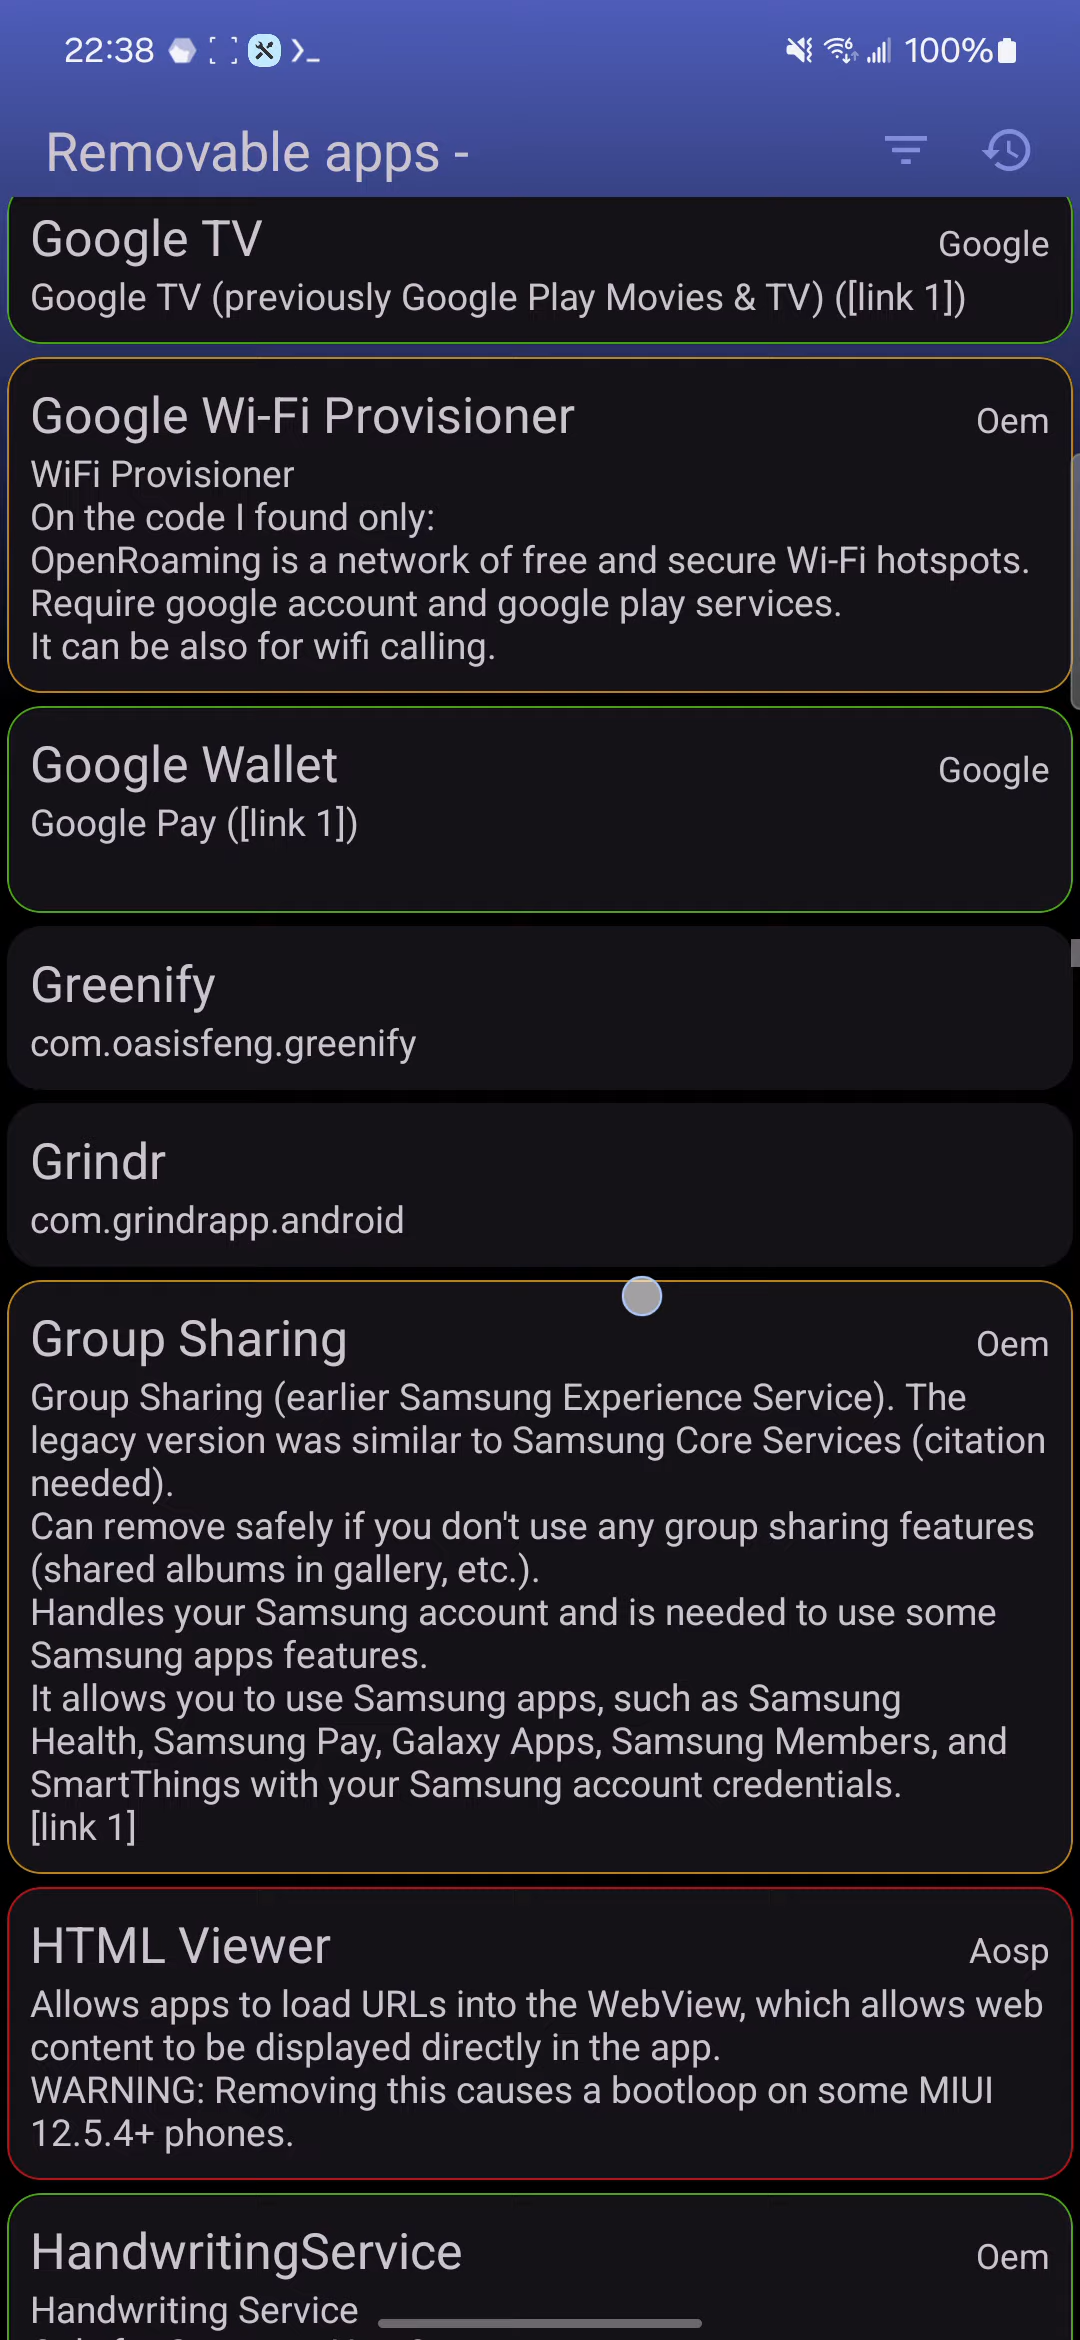 22:38
100%
Removable apps -
Google TV
Google
Google TV (previously Google Play Movies & TV) ([link 1])
Google Wi-Fi Provisioner
Oem
WiFi Provisioner
On the code I found only:
OpenRoaming is a network of free and secure Wi-Fi hotspots.
Require google account and google play services.
It can be also for wifi calling.
Google Wallet
Google
Google Pay ([link 1])
Greenify
com.oasisfeng.greenify
Grindr
com.grindrapp.android
Group Sharing
Oem
Group Sharing (earlier Samsung Experience Service). The
legacy version was similar to Samsung Core Services (citation
needed).
Can remove safely if you don't use any group sharing features
(shared albums in gallery, etc.).
Handles your Samsung account and is needed to use some
Samsung apps features.
It allows you to use Samsung apps, such as Samsung
Health, Samsung Pay, Galaxy Apps, Samsung Members, and
SmartThings with your Samsung account credentials.
[link 1]
HTML Viewer
Aosp
Allows apps to load URLs into the WebView, which allows web
content to be displayed directly in the app.
WARNING: Removing this causes a bootloop on some MIUI
12.5.4+ phones.
HandwritingService
Oem
Handwriting Service